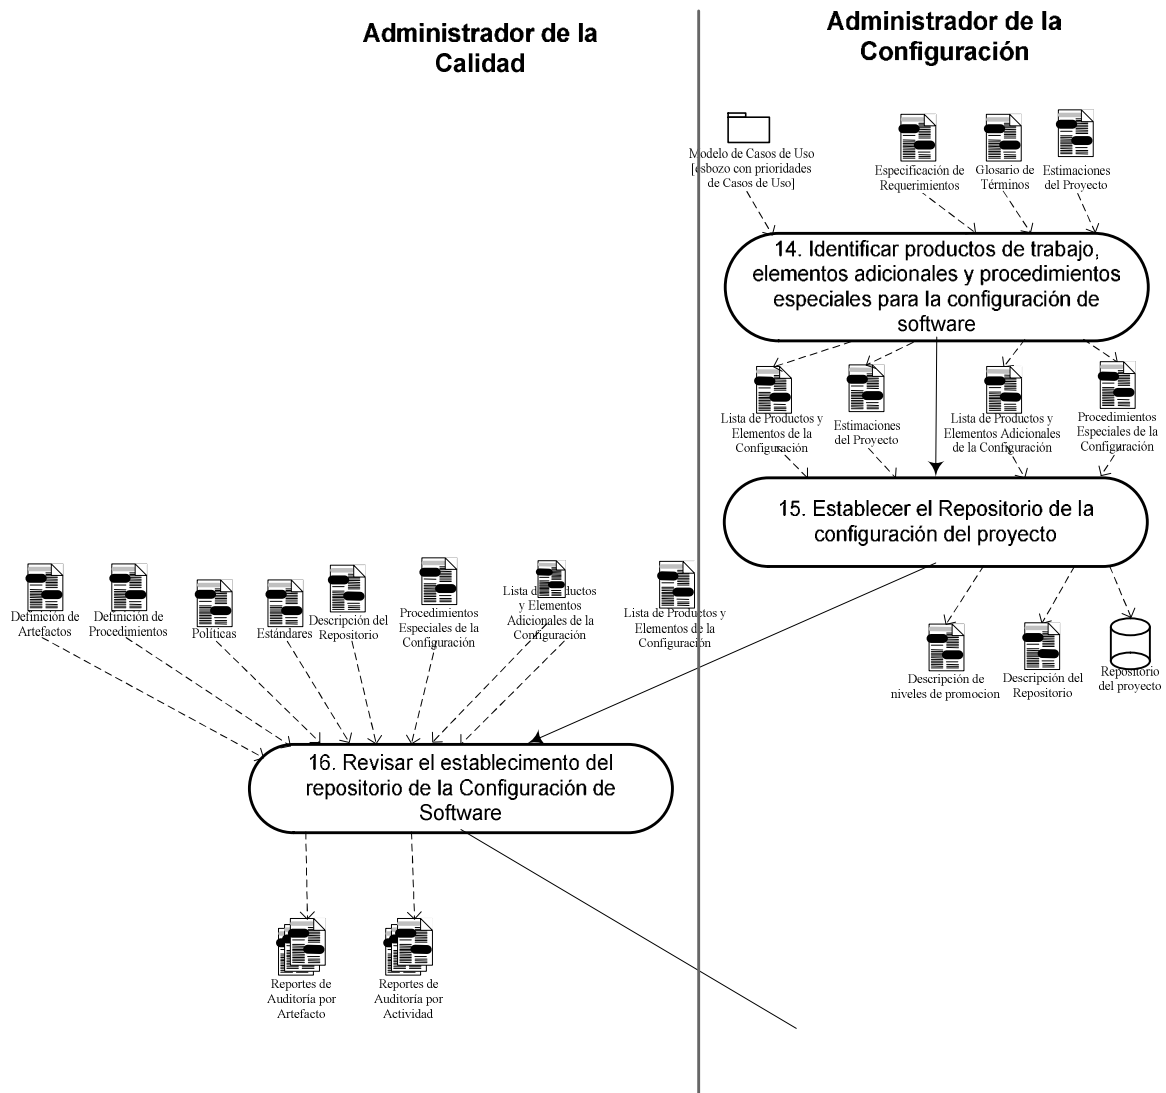 Administrador de la
Calidad
Administrador de la
Configuración
Modelo de Casos de Uso
[esbozo con prioridades
de Casos de Uso]
Especificación de
Requerimientos
Glosario de
Términos
Estimaciones
del Proyecto
14. Identificar productos de trabajo,
elementos adicionales y procedimientos
especiales para la configuración de
software
Lista de Productos y
Elementos de la
Configuración
Estimaciones
del Proyecto
Lista de Productos y
Elementos Adicionales
de la Configuración
Procedimientos
Especiales de la
Configuración
15. Establecer el Repositorio de la
configuración del proyecto
Definición de
Artefactos
Definición de
Procedimientos
Políticas
Estándares
Descripción del
Repositorio
Procedimientos
Especiales de la
Configuración
Lista de Productos
y Elementos
Adicionales de la
Configuración
Lista de Productos y
Elementos de la
Configuración
Descripción de
niveles de promocion
Descripción del
Repositorio
Repositorio
del proyecto
16. Revisar el establecimento del
repositorio de la Configuración de
Software
Reportes de
Auditoría por
Artefacto
Reportes de
Auditoría por
Actividad